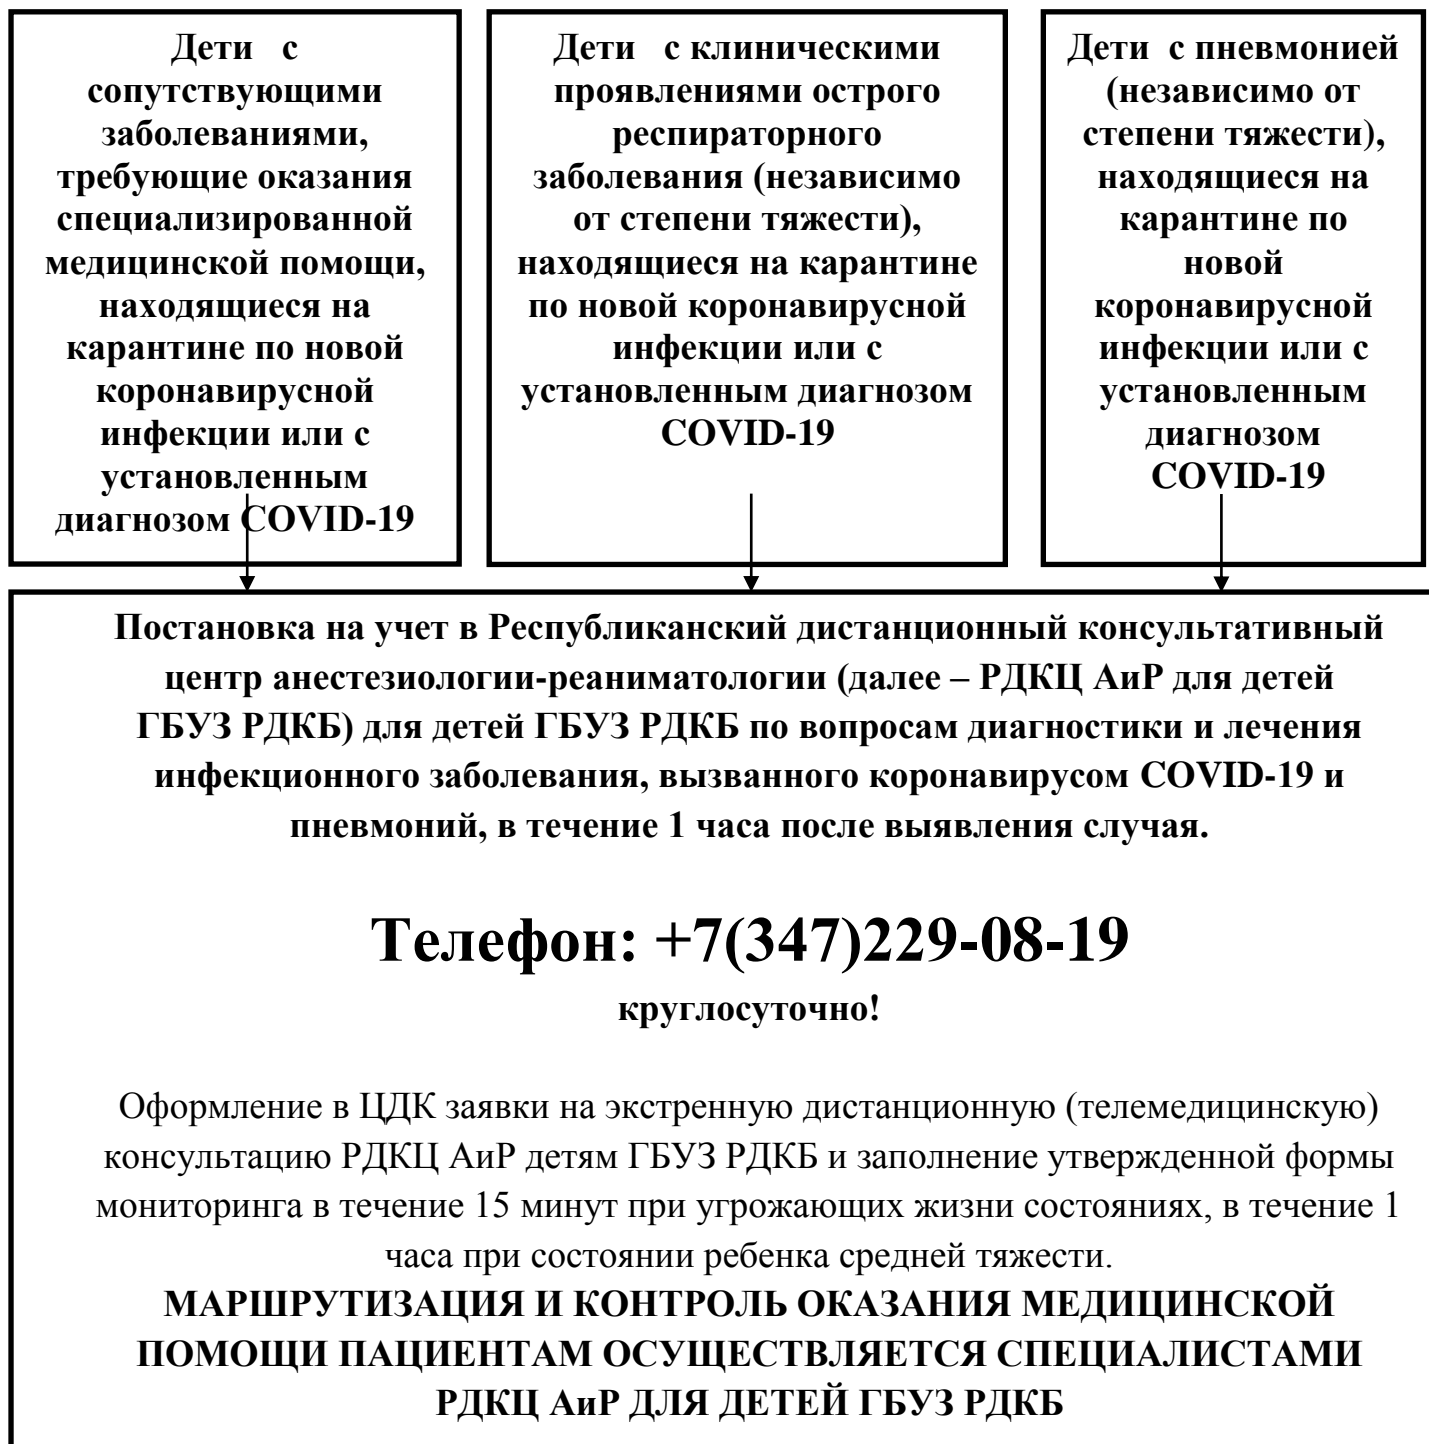 Дети с
сопутствующими
заболеваниями,
требующие оказания
специализированной
медицинской помощи,
находящиеся на
карантине по новой
коронавирусной
инфекции или с
установленным
диагнозом COVID-19
Дети с клиническими
проявлениями острого
респираторного
заболевания (независимо
от степени тяжести),
находящиеся на карантине
по новой коронавирусной
инфекции или с
установленным диагнозом
COVID-19
Дети с пневмонией
(независимо от
степени тяжести),
находящиеся на
карантине по
новой
коронавирусной
инфекции или с
установленным
диагнозом
COVID-19
Постановка на учет в Республиканский дистанционный консультативный
центр анестезиологии-реаниматологии (далее – РДКЦ АиР для детей
ГБУЗ РДКБ) для детей ГБУЗ РДКБ по вопросам диагностики и лечения
инфекционного заболевания, вызванного коронавирусом COVID-19 и
пневмоний, в течение 1 часа после выявления случая.
Телефон: +7(347)229-08-19
круглосуточно!
Оформление в ЦДК заявки на экстренную дистанционную (телемедицинскую)
консультацию РДКЦ АиР детям ГБУЗ РДКБ и заполнение утвержденной формы
мониторинга в течение 15 минут при угрожающих жизни состояниях, в течение 1
часа при состоянии ребенка средней тяжести.
МАРШРУТИЗАЦИЯ И КОНТРОЛЬ ОКАЗАНИЯ МЕДИЦИНСКОЙ
ПОМОЩИ ПАЦИЕНТАМ ОСУЩЕСТВЛЯЕТСЯ СПЕЦИАЛИСТАМИ
РДКЦ АиР ДЛЯ ДЕТЕЙ ГБУЗ РДКБ